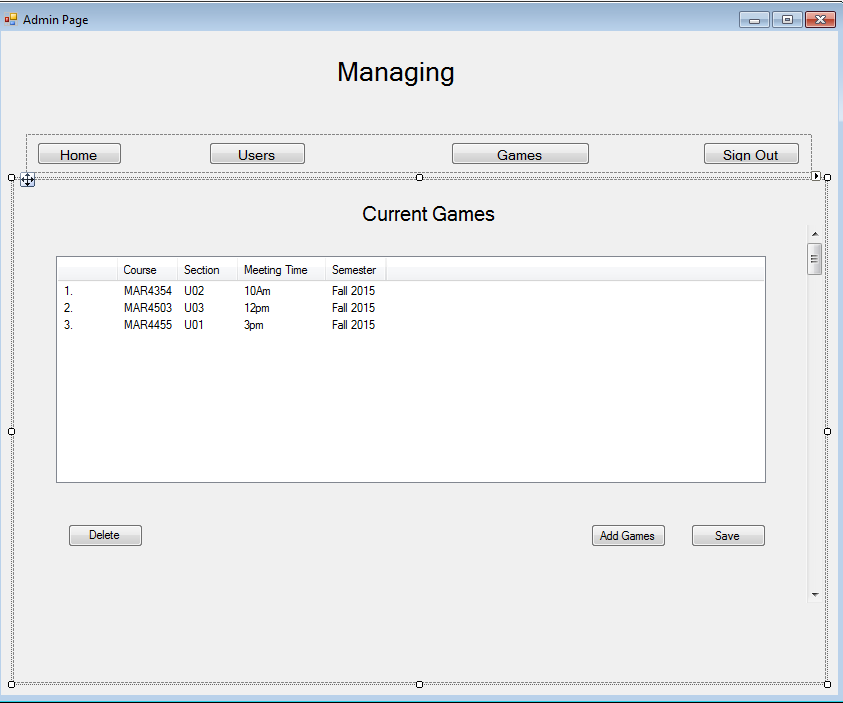 Admin Page
Managing
Home Users Games Sign Out
Current Games
Course Section Meeting Time Semester
1. MAR4354 U02 10Am Fall 2015
2. MAR4503 U03 12pm Fall 2015
3. MAR4455 U01 3pm Fall 2015
Delete Add Games Save